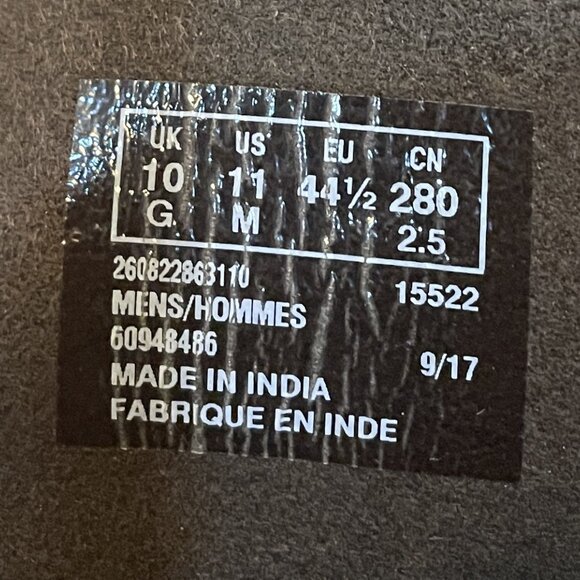 UK US EU CN
10 11 44½ 280
G M 2.5
260822863110 15522
MENS/HOMMES
60948486 9/17
MADE IN INDIA
FABRIQUE EN INDE